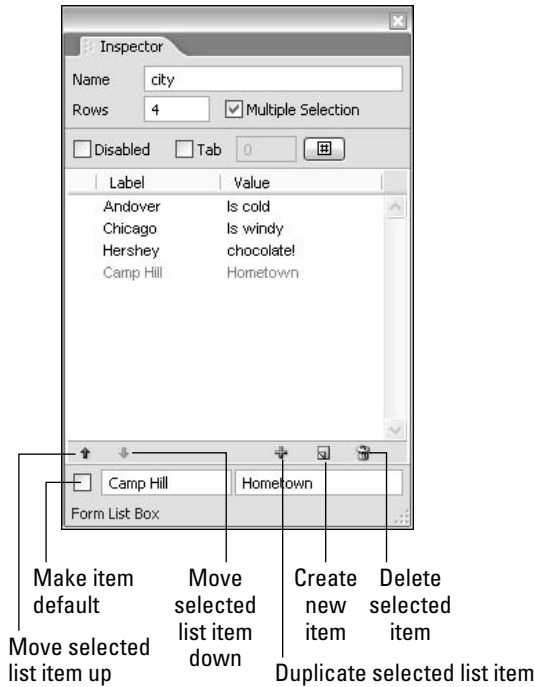 Inspector
Name city
Rows 4 Multiple Selection
Disabled Tab 0
Label Value
Andover Is cold
Chicago Is windy
Hershey chocolate!
Camp Hill Hometown
Camp Hill Hometown
Form List Box
Make item
default
Move
selected
list item
down
Create
new
item
Delete
selected
item
Move selected
list item up
Duplicate selected list item